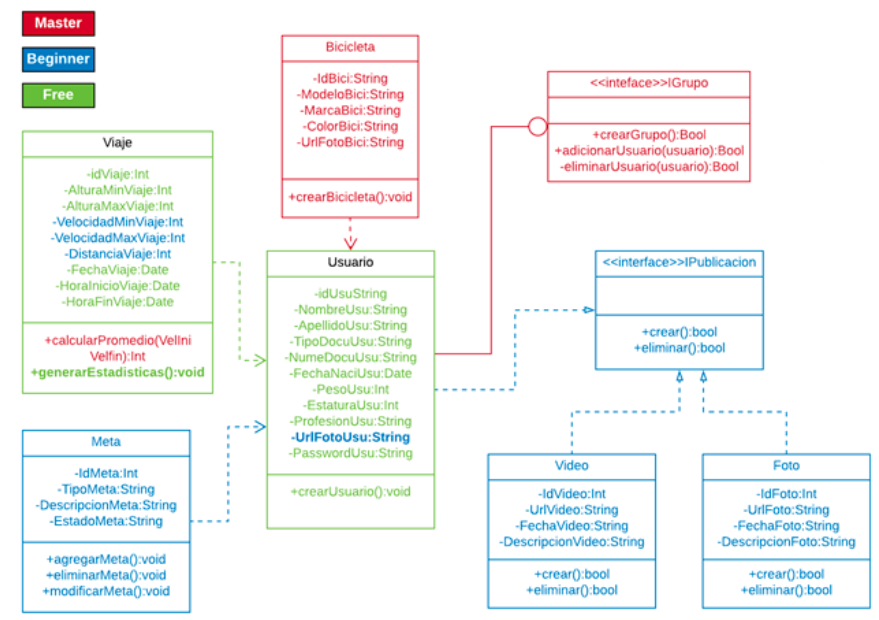 Master
Beginner
Free
Viaje
-idViaje:Int
-AlturaMinViaje:Int
-AlturaMaxViaje:Int
-VelocidadMinViaje:Int
-VelocidadMaxViaje:Int
-DistanciaViaje:Int
-FechaViaje:Date
-HoraInicioViaje:Date
-HoraFinViaje:Date
+calcularPromedio(VelIni
Velfin):Int
+generarEstadisticas():void
Meta
-IdMeta:Int
-TipoMeta:String
-DescripcionMeta:String
-EstadoMeta:String
+agregarMeta():void
+eliminarMeta():void
+modificarMeta():void
Bicicleta
-IdBici:String
-ModeloBici:String
-MarcaBici:String
-ColorBici:String
-UrlFotoBici:String
+crearBicicleta():void
Usuario
-idUsuString
-NombreUsu:String
-ApellidoUsu:String
-TipoDocuUsu:String
-NumeDocuUsu:String
-FechaNaciUsu:Date
-PesoUsu:Int
-EstaturaUsu:Int
-ProfesionUsu:String
-UrlFotoUsu:String
-PasswordUsu:String
+crearUsuario():void
<<inteface>>IGrupo
+crearGrupo():Bool
+adicionarUsuario(usuario):Bool
-eliminarUsuario(usuario):Bool
<<interface>>IPublicacion
+crear():bool
+eliminar():bool
Video
-IdVideo:Int
-UrlVideo:String
-FechaVideo:String
-DescripcionVideo:String
+crear():bool
+eliminar():bool
Foto
-IdFoto:Int
-UrlFoto:String
-FechaFoto:String
-DescripcionFoto:String
+crear():bool
+eliminar():bool